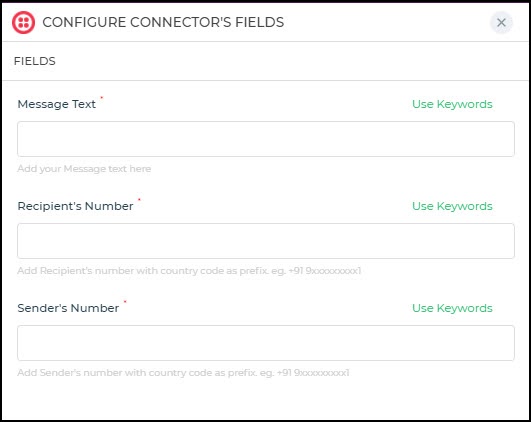 CONFIGURE CONNECTOR'S FIELDS
FIELDS
Message Text * Use Keywords
Add your Message text here
Recipient's Number * Use Keywords
Add Recipient's number with country code as prefix. eg. +91 9xxxxxxxxx1
Sender's Number * Use Keywords
Add Sender's number with country code as prefix. eg. +91 9xxxxxxxxx1